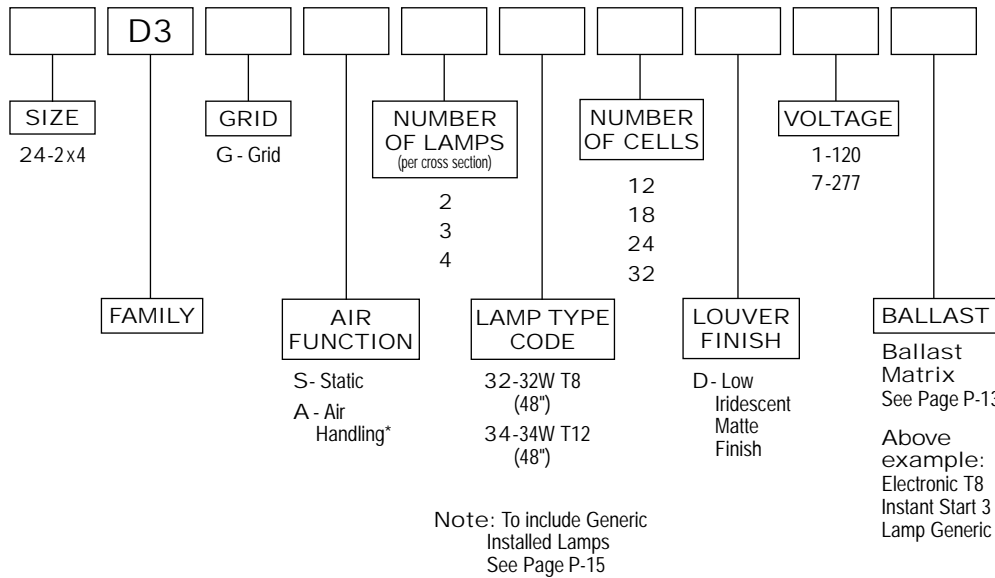 D3
SIZE
24-2x4
GRID
G - Grid
NUMBER
OF LAMPS
(per cross section)
2
3
4
NUMBER
OF CELLS
12
18
24
32
VOLTAGE
1-120
7-277
FAMILY
AIR
FUNCTION
S- Static
A - Air
Handling*
LAMP TYPE
CODE
32-32W T8
(48")
34-34W T12
(48")
LOUVER
FINISH
D- Low
Iridescent
Matte
Finish
BALLAST
Ballast
Matrix
See Page P-13
Above
example:
Electronic T8
Instant Start 3
Lamp Generic
Note: To include Generic
Installed Lamps
See Page P-15